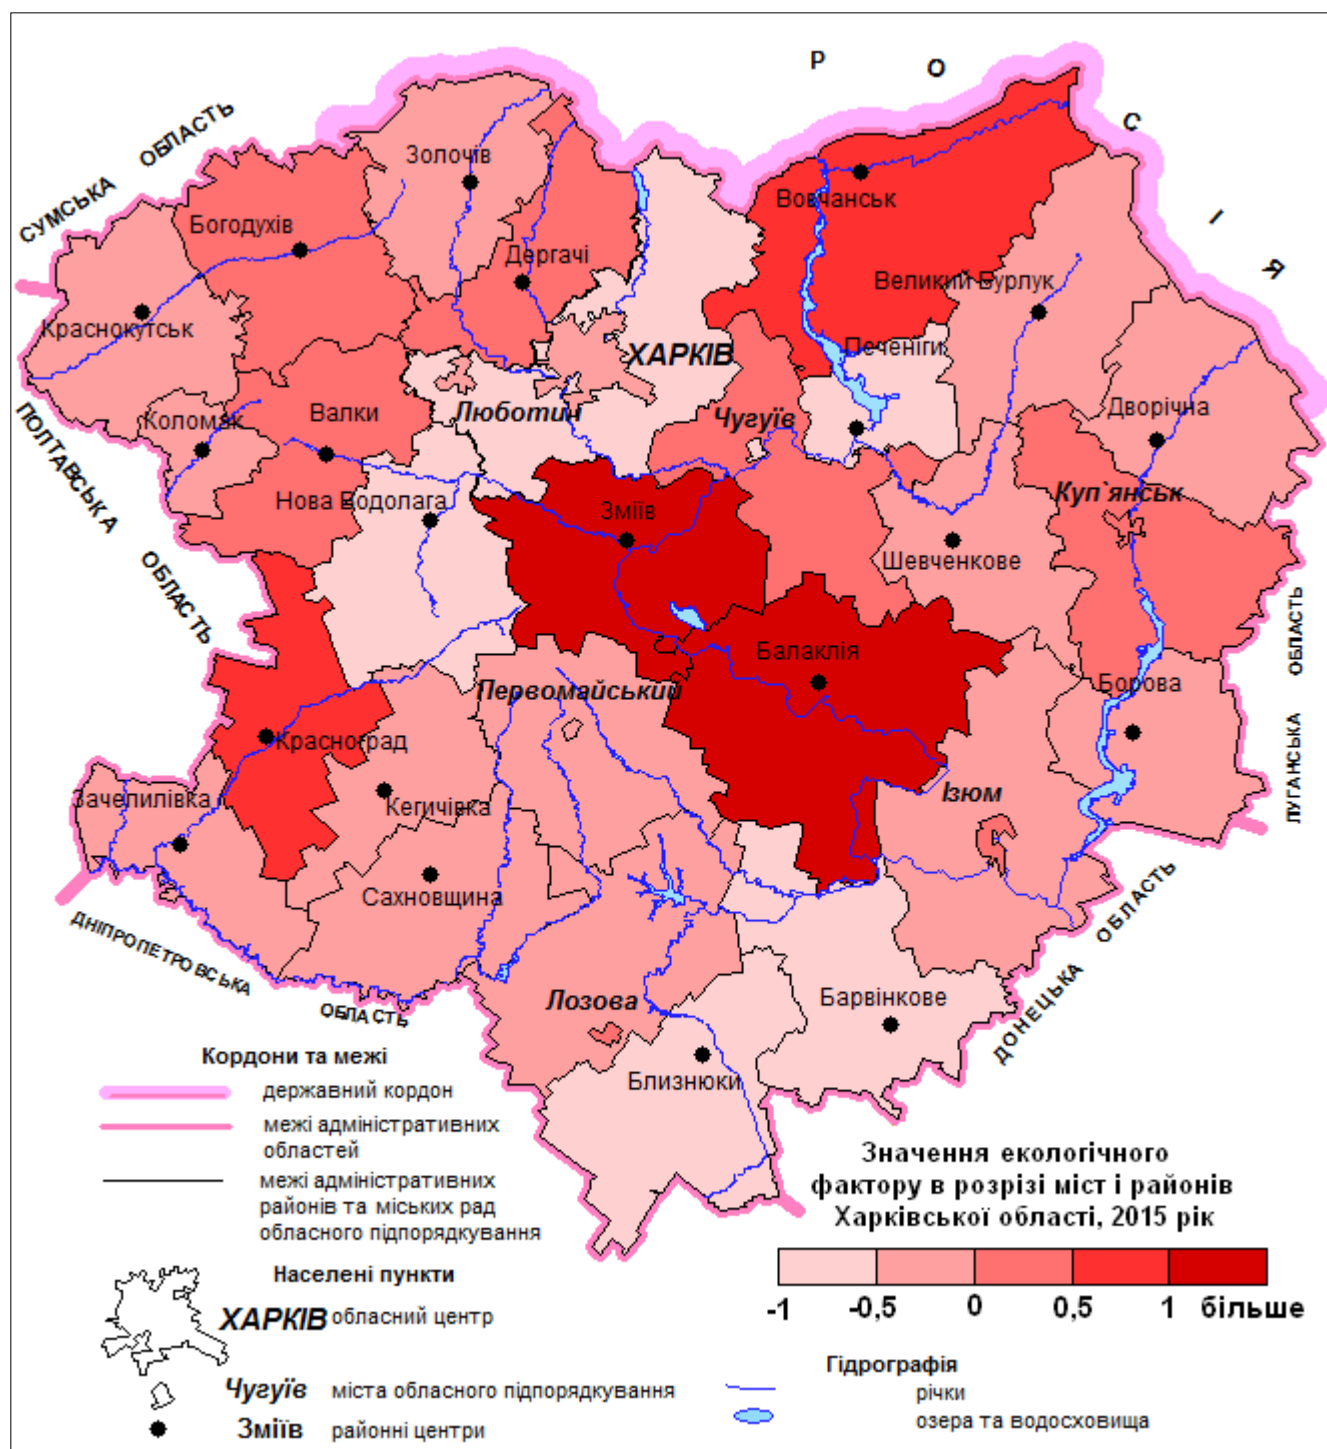 Р О С І Я
СУМСЬКА ОБЛАСТЬ
Золочів
Богодухів
Вовчанськ
Дергачі
Великий Бурлук
Краснокутськ
ХАРКІВ
Печеніги
Коломак
Валки
Люботин
Чугуїв
Дворічна
ПОЛТАВСЬКА ОБЛАСТЬ
Нова Водолага
Зміїв
Куп`янськ
Шевченкове
ЛУГАНСЬКА ОБЛАСТЬ
Балаклія
Первомайський
Борова
Красноград
Зачепилівка
Кегичівка
Ізюм
Сахновщина
ДНІПРОПЕТРОВСЬКА ОБЛАСТЬ
Лозова
Барвінкове
ДОНЕЦЬКА ОБЛАСТЬ
Близнюки
Кордони та межі
державний кордон
межі адміністративних
областей
межі адміністративних
районів та міських рад
обласного підпорядкування
Населені пункти
ХАРКІВ обласний центр
Чугуїв міста обласного підпорядкування
Зміїв районні центри
Значення екологічного
фактору в розрізі міст і районів
Харківської області, 2015 рік
-1 -0,5 0 0,5 1 більше
Гідрографія
річки
озера та водосховища